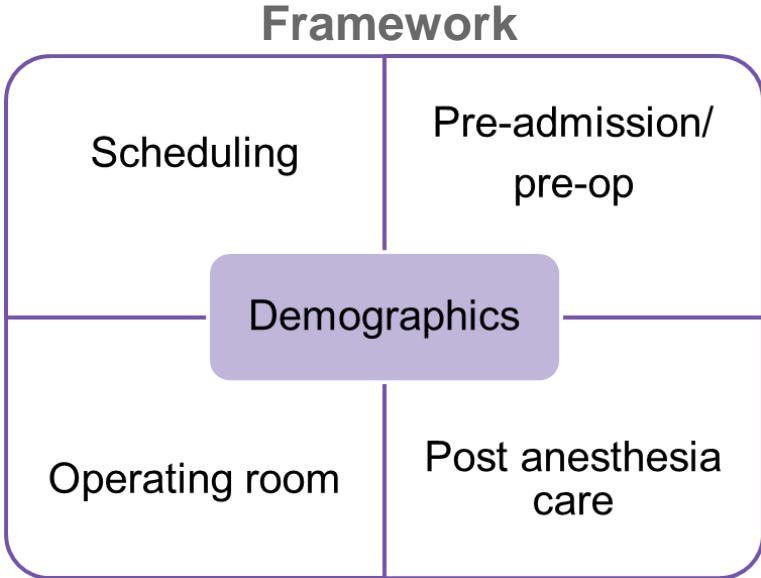 Framework
Scheduling
Pre-admission/
pre-op
Demographics
Operating room
Post anesthesia
care